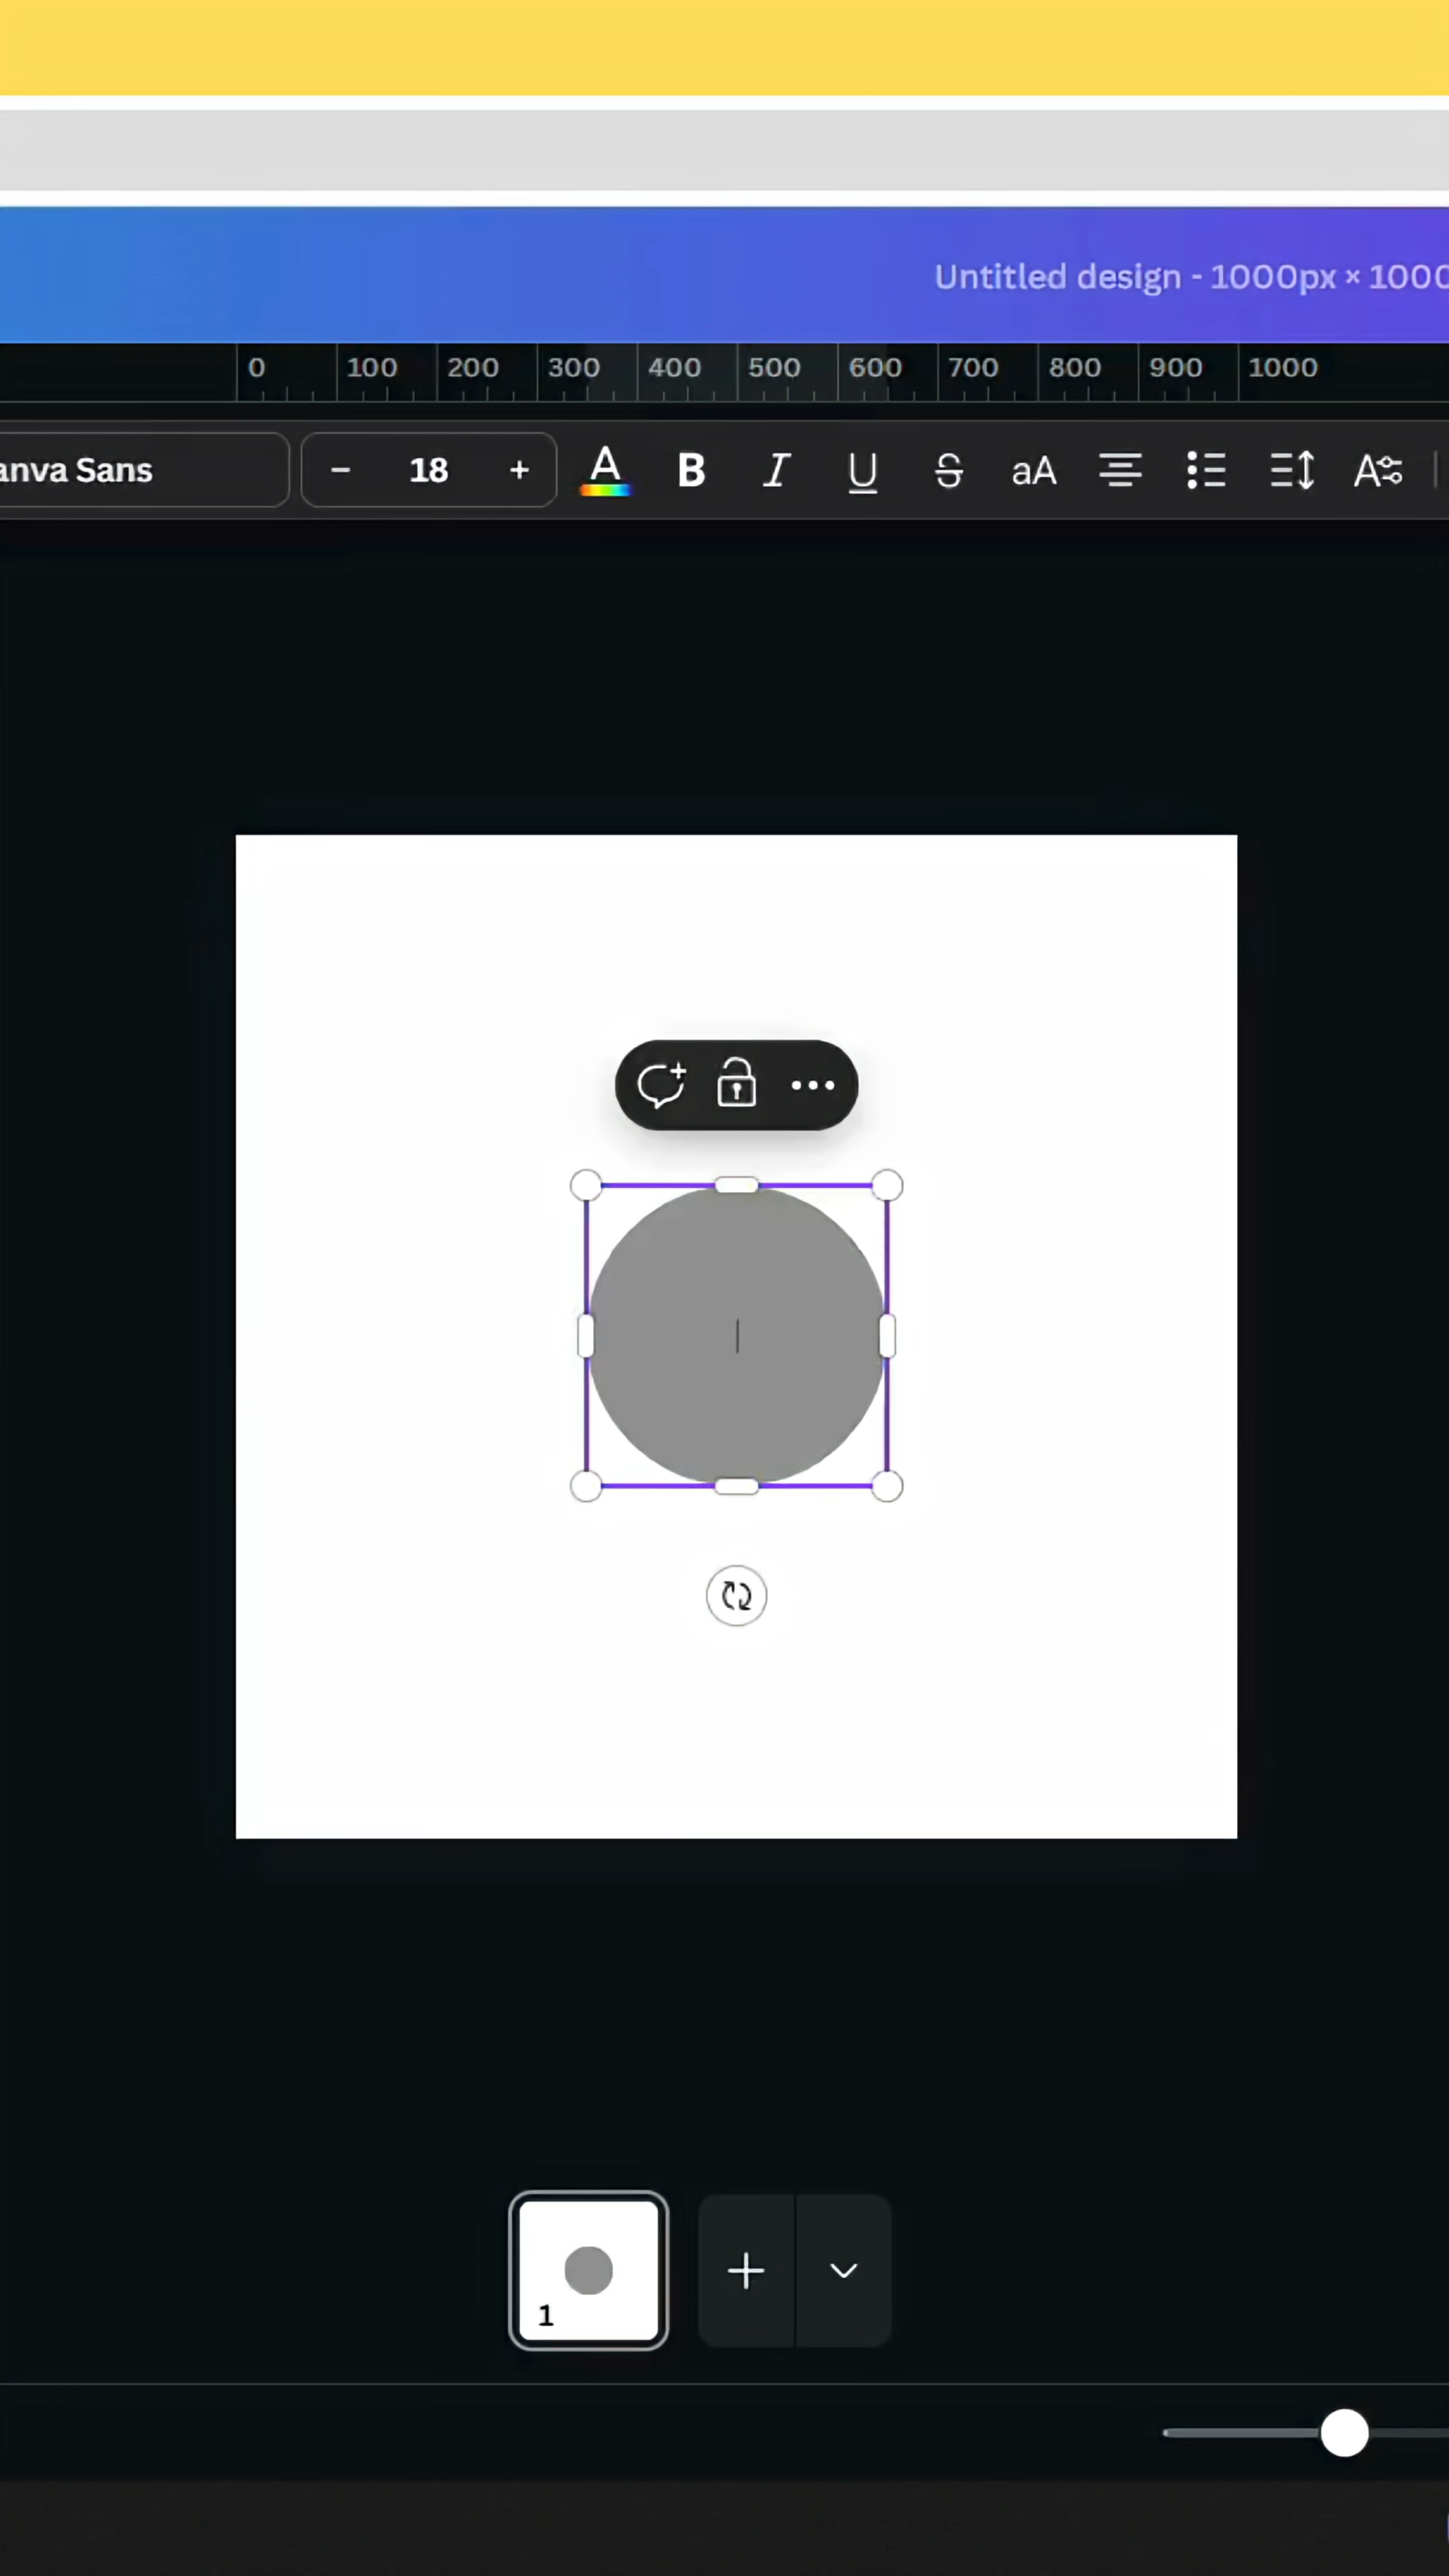 Untitled design - 1000px × 1000
0 100 200 300 400 500 600 700 800 900 1000
anva Sans − 18 + A B I U S aA A
1